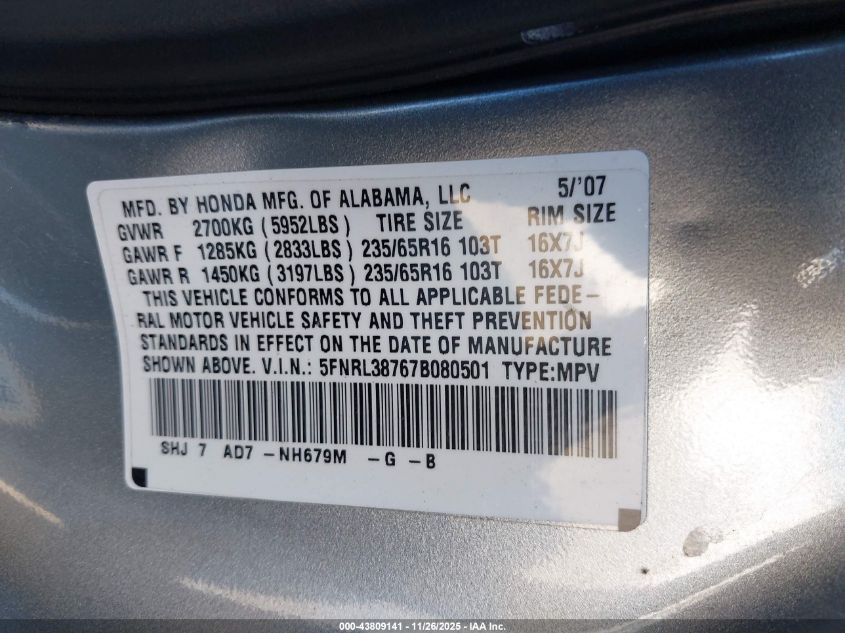 MFD. BY HONDA MFG. OF ALABAMA, LLC 5/'07
GVWR 2700KG (5952LBS) TIRE SIZE RIM SIZE
GAWR F 1285KG (2833LBS) 235/65R16 103T 16X7J
GAWR R 1450KG (3197LBS) 235/65R16 103T 16X7J
THIS VEHICLE CONFORMS TO ALL APPLICABLE FEDE-
RAL MOTOR VEHICLE SAFETY AND THEFT PREVENTION
STANDARDS IN EFFECT ON THE DATE OF MANUFACTURE
SHOWN ABOVE. V.I.N.: 5FNRL38767B080501 TYPE:MPV
SHJ 7 AD7 -NH679M -G -B
000-43809141 - 11/26/2025 - IAA Inc.